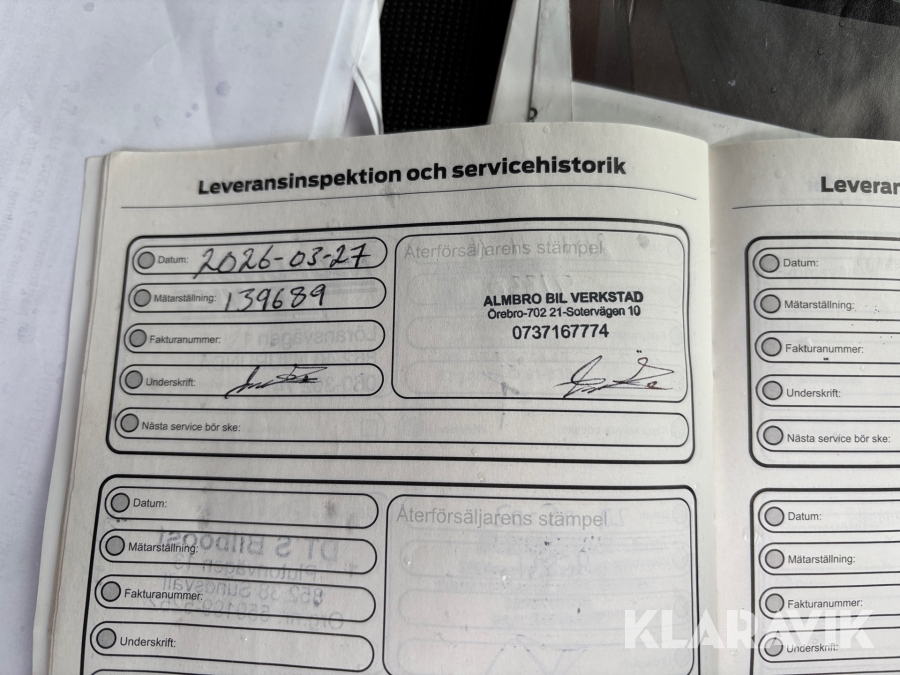 Leveransinspektion och servicehistorik
Datum: 2026-03-27
Mätarställning: 139689
Fakturanummer:
Underskrift:
Nästa service bör ske:
Återförsäljarens stämpel
ALMBRO BIL VERKSTAD
Örebro-702 21-Sotervägen 10
0737167774
Datum:
Mätarställning:
Fakturanummer:
Underskrift:
Återförsäljarens stämpel
Leveran
Datum:
Mätarställning:
Fakturanummer:
Underskrift:
Nästa service bör ske:
Datum:
Mätarställning:
Fakturanummer:
Underskrift:
KLARAVIK